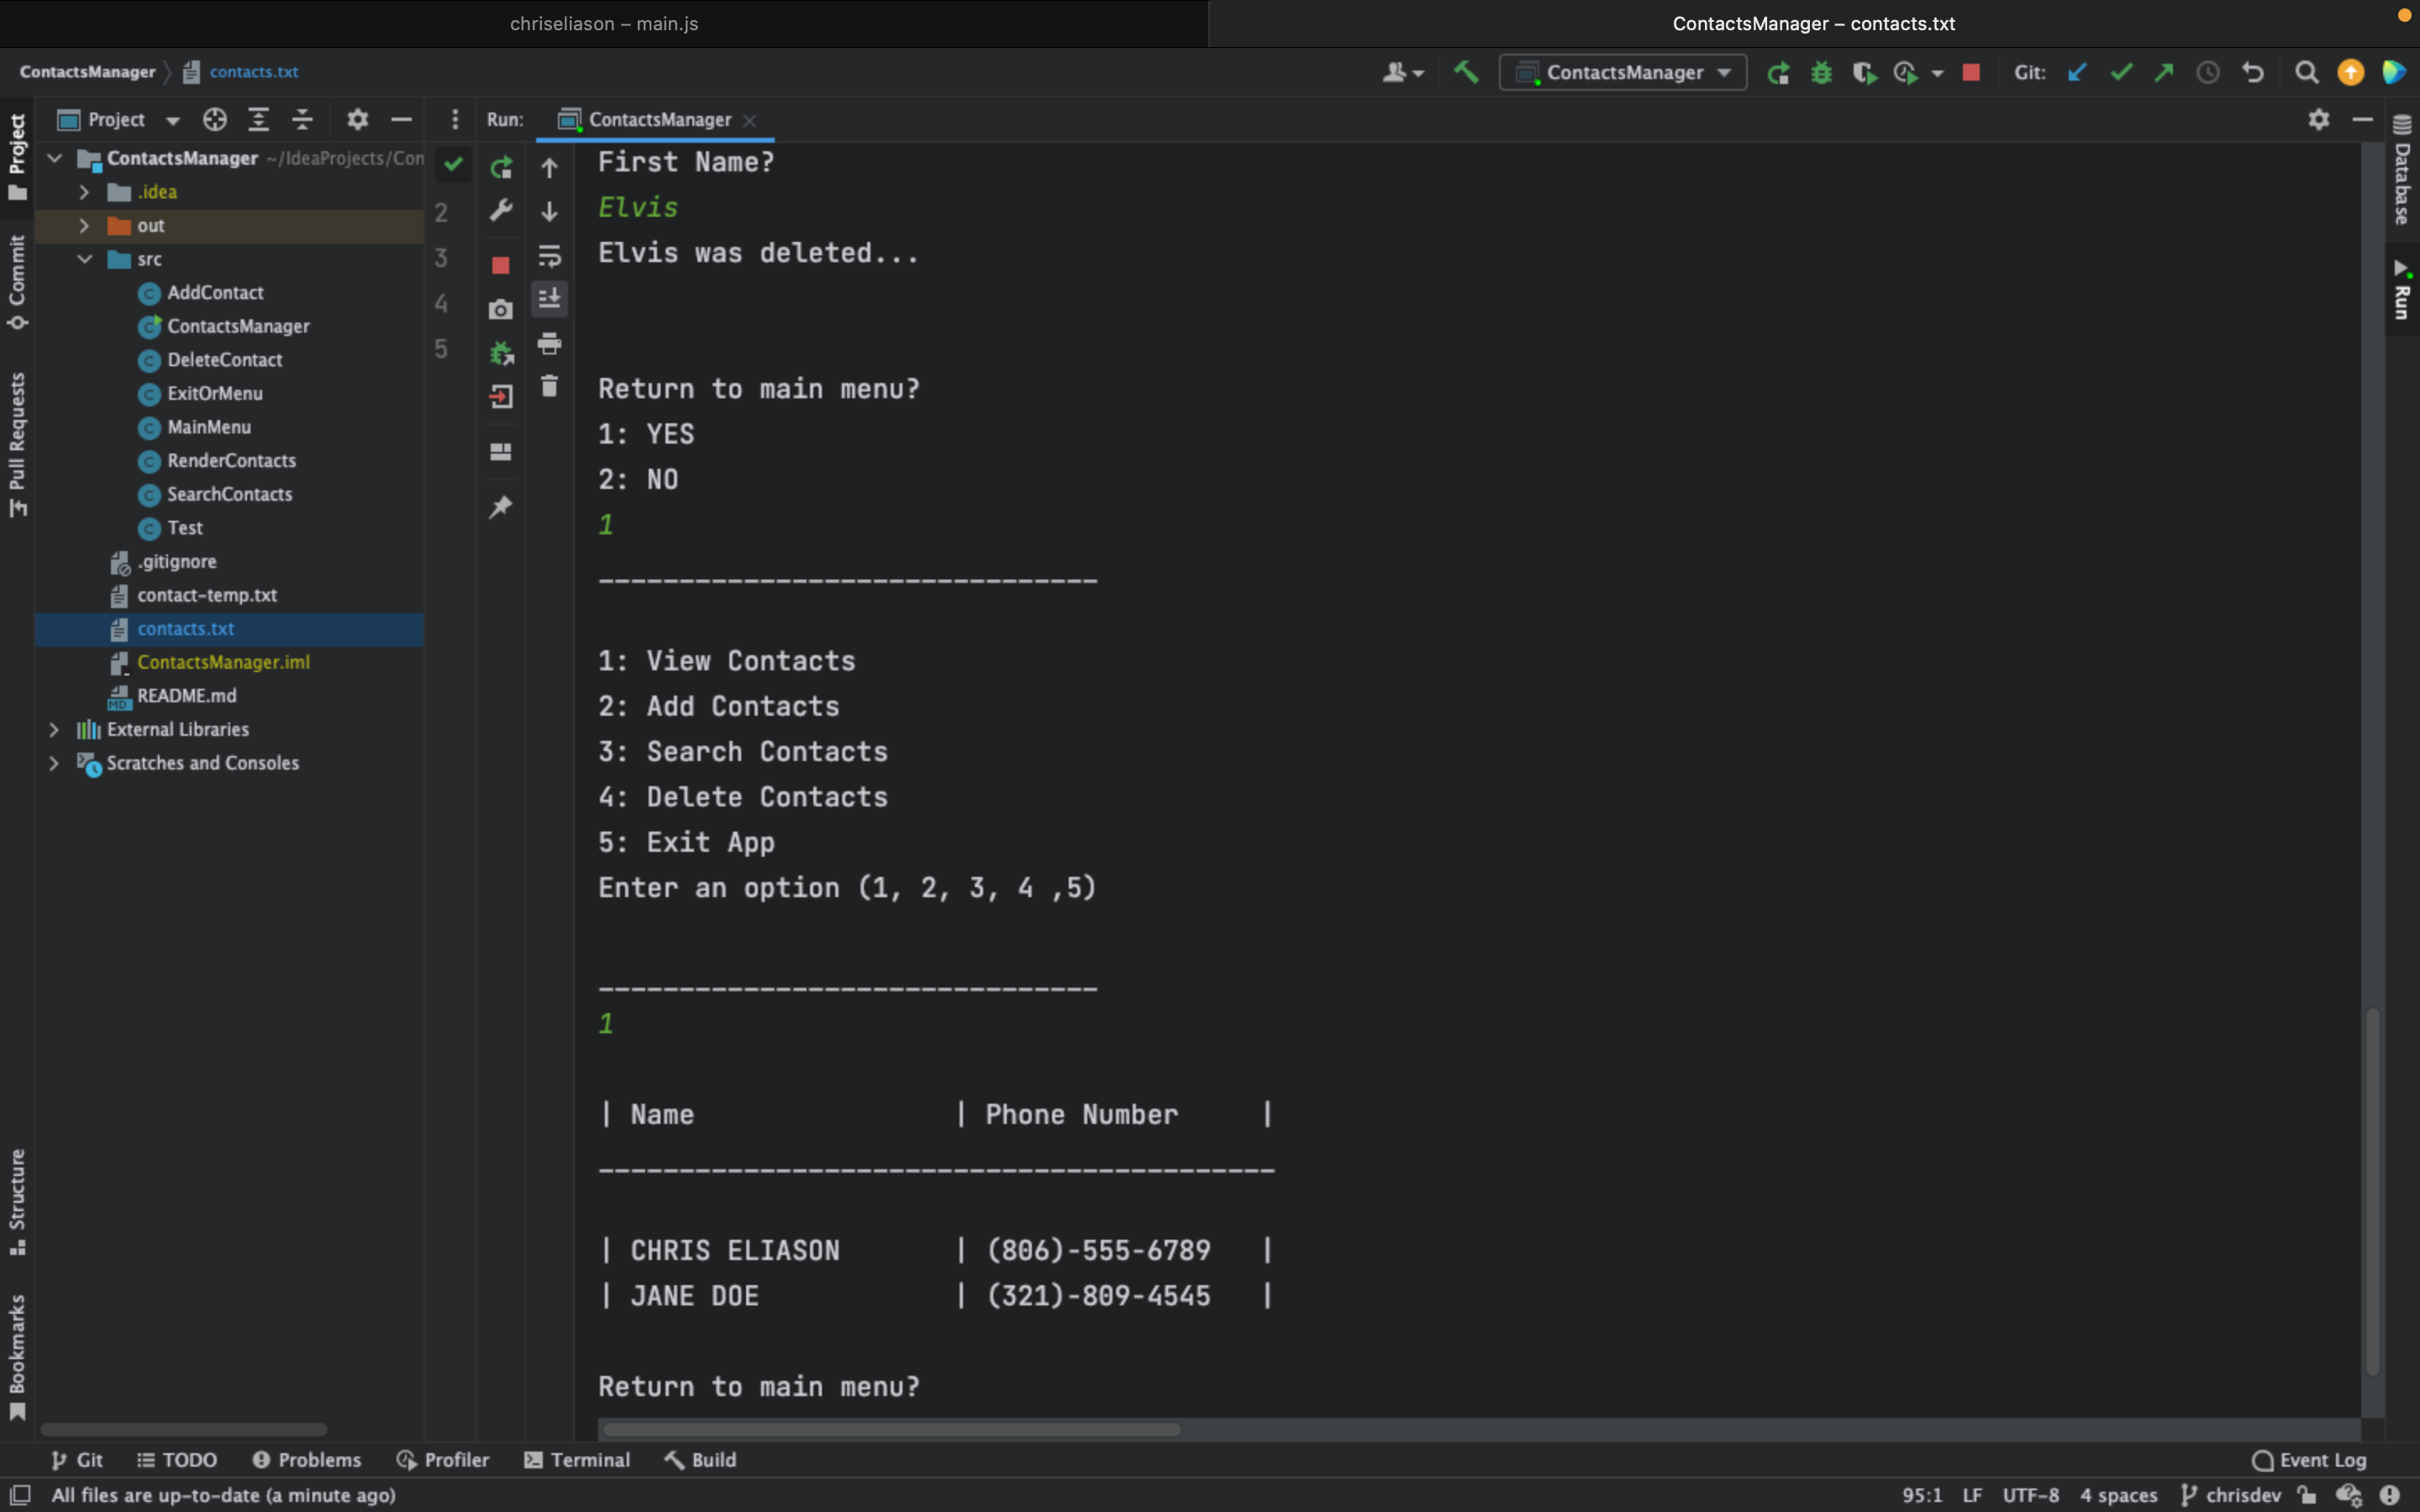 chriseliason – main.js
ContactsManager – contacts.txt
ContactsManager
contacts.txt
ContactsManager
Git:
Project
Run:
ContactsManager
Project
Commit
Pull Requests
Structure
Bookmarks
ContactsManager ~/IdeaProjects/Con
.idea
out
src
AddContact
ContactsManager
DeleteContact
ExitOrMenu
MainMenu
RenderContacts
SearchContacts
Test
.gitignore
contact-temp.txt
contacts.txt
ContactsManager.iml
README.md
External Libraries
Scratches and Consoles
2
3
4
5
First Name?
Elvis
Elvis was deleted...
Return to main menu?
1: YES
2: NO
1
-------------------------------
1: View Contacts
2: Add Contacts
3: Search Contacts
4: Delete Contacts
5: Exit App
Enter an option (1, 2, 3, 4 ,5)
-------------------------------
1
| Name | Phone Number |
------------------------------------------
| CHRIS ELIASON | (806)-555-6789 |
| JANE DOE | (321)-809-4545 |
Return to main menu?
Database
Run
Git
TODO
Problems
Profiler
Terminal
Build
Event Log
All files are up-to-date (a minute ago)
95:1 LF UTF-8 4 spaces chrisdev